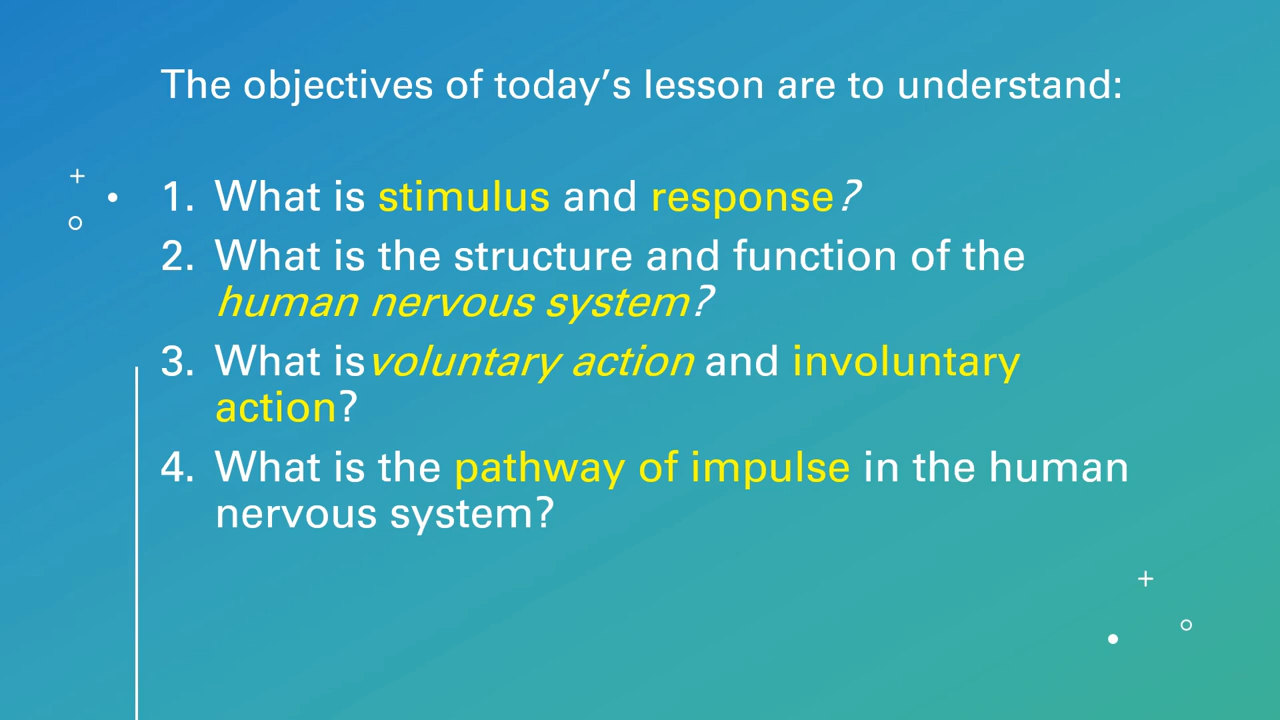 The objectives of today’s lesson are to understand:
• 1. What is stimulus and response?
2. What is the structure and function of the
human nervous system?
3. What isvoluntary action and involuntary
action?
4. What is the pathway of impulse in the human
nervous system?